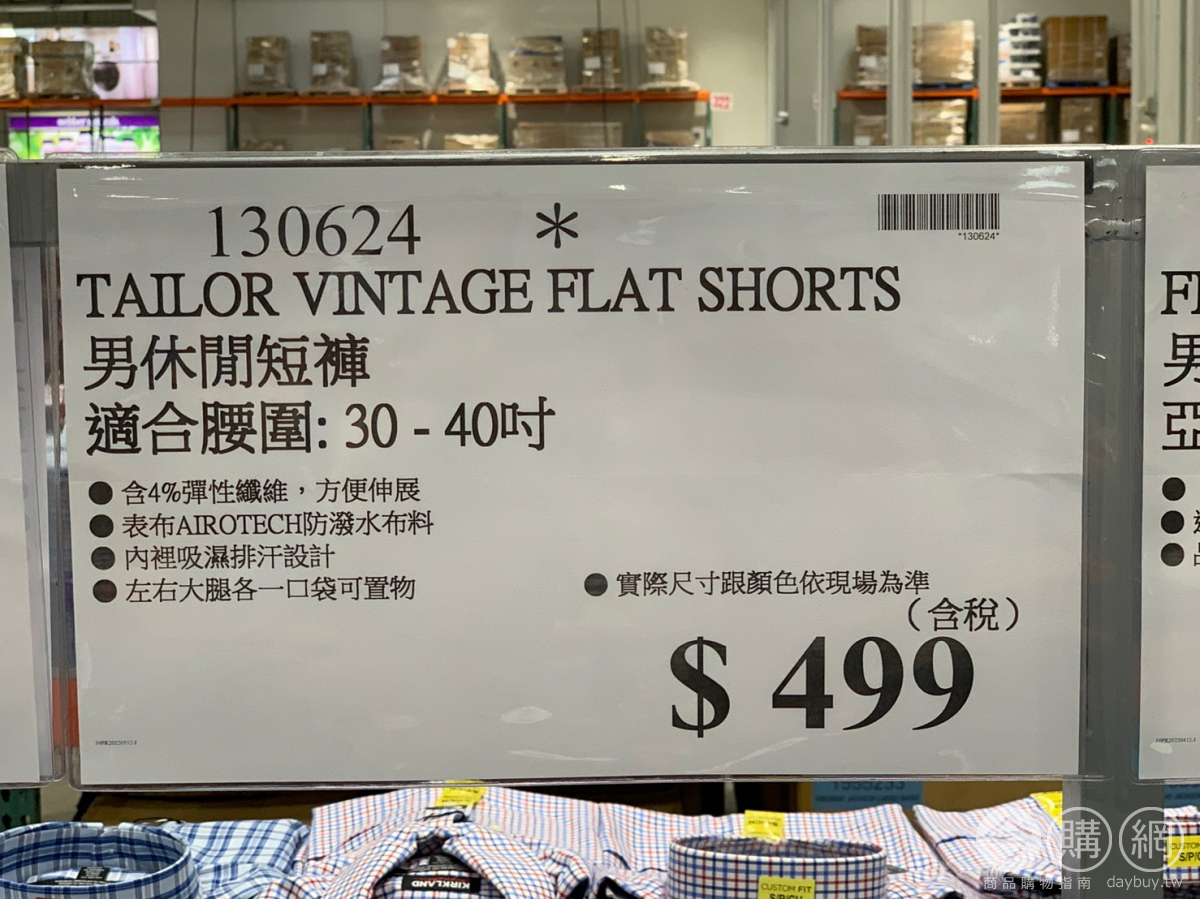 130624 *
*130624*
TAILOR VINTAGE FLAT SHORTS
男休閒短褲
適合腰圍: 30 - 40吋
● 含4%彈性纖維，方便伸展
● 表布AIROTECH防潑水布料
● 內裡吸濕排汗設計
● 左右大腿各一口袋可置物
● 實際尺寸跟顏色依現場為準
（含稅）
$ 499
男
亞
KIRKLAND
CUSTOM FIT
購網
商品購物指南 daybuy.tw